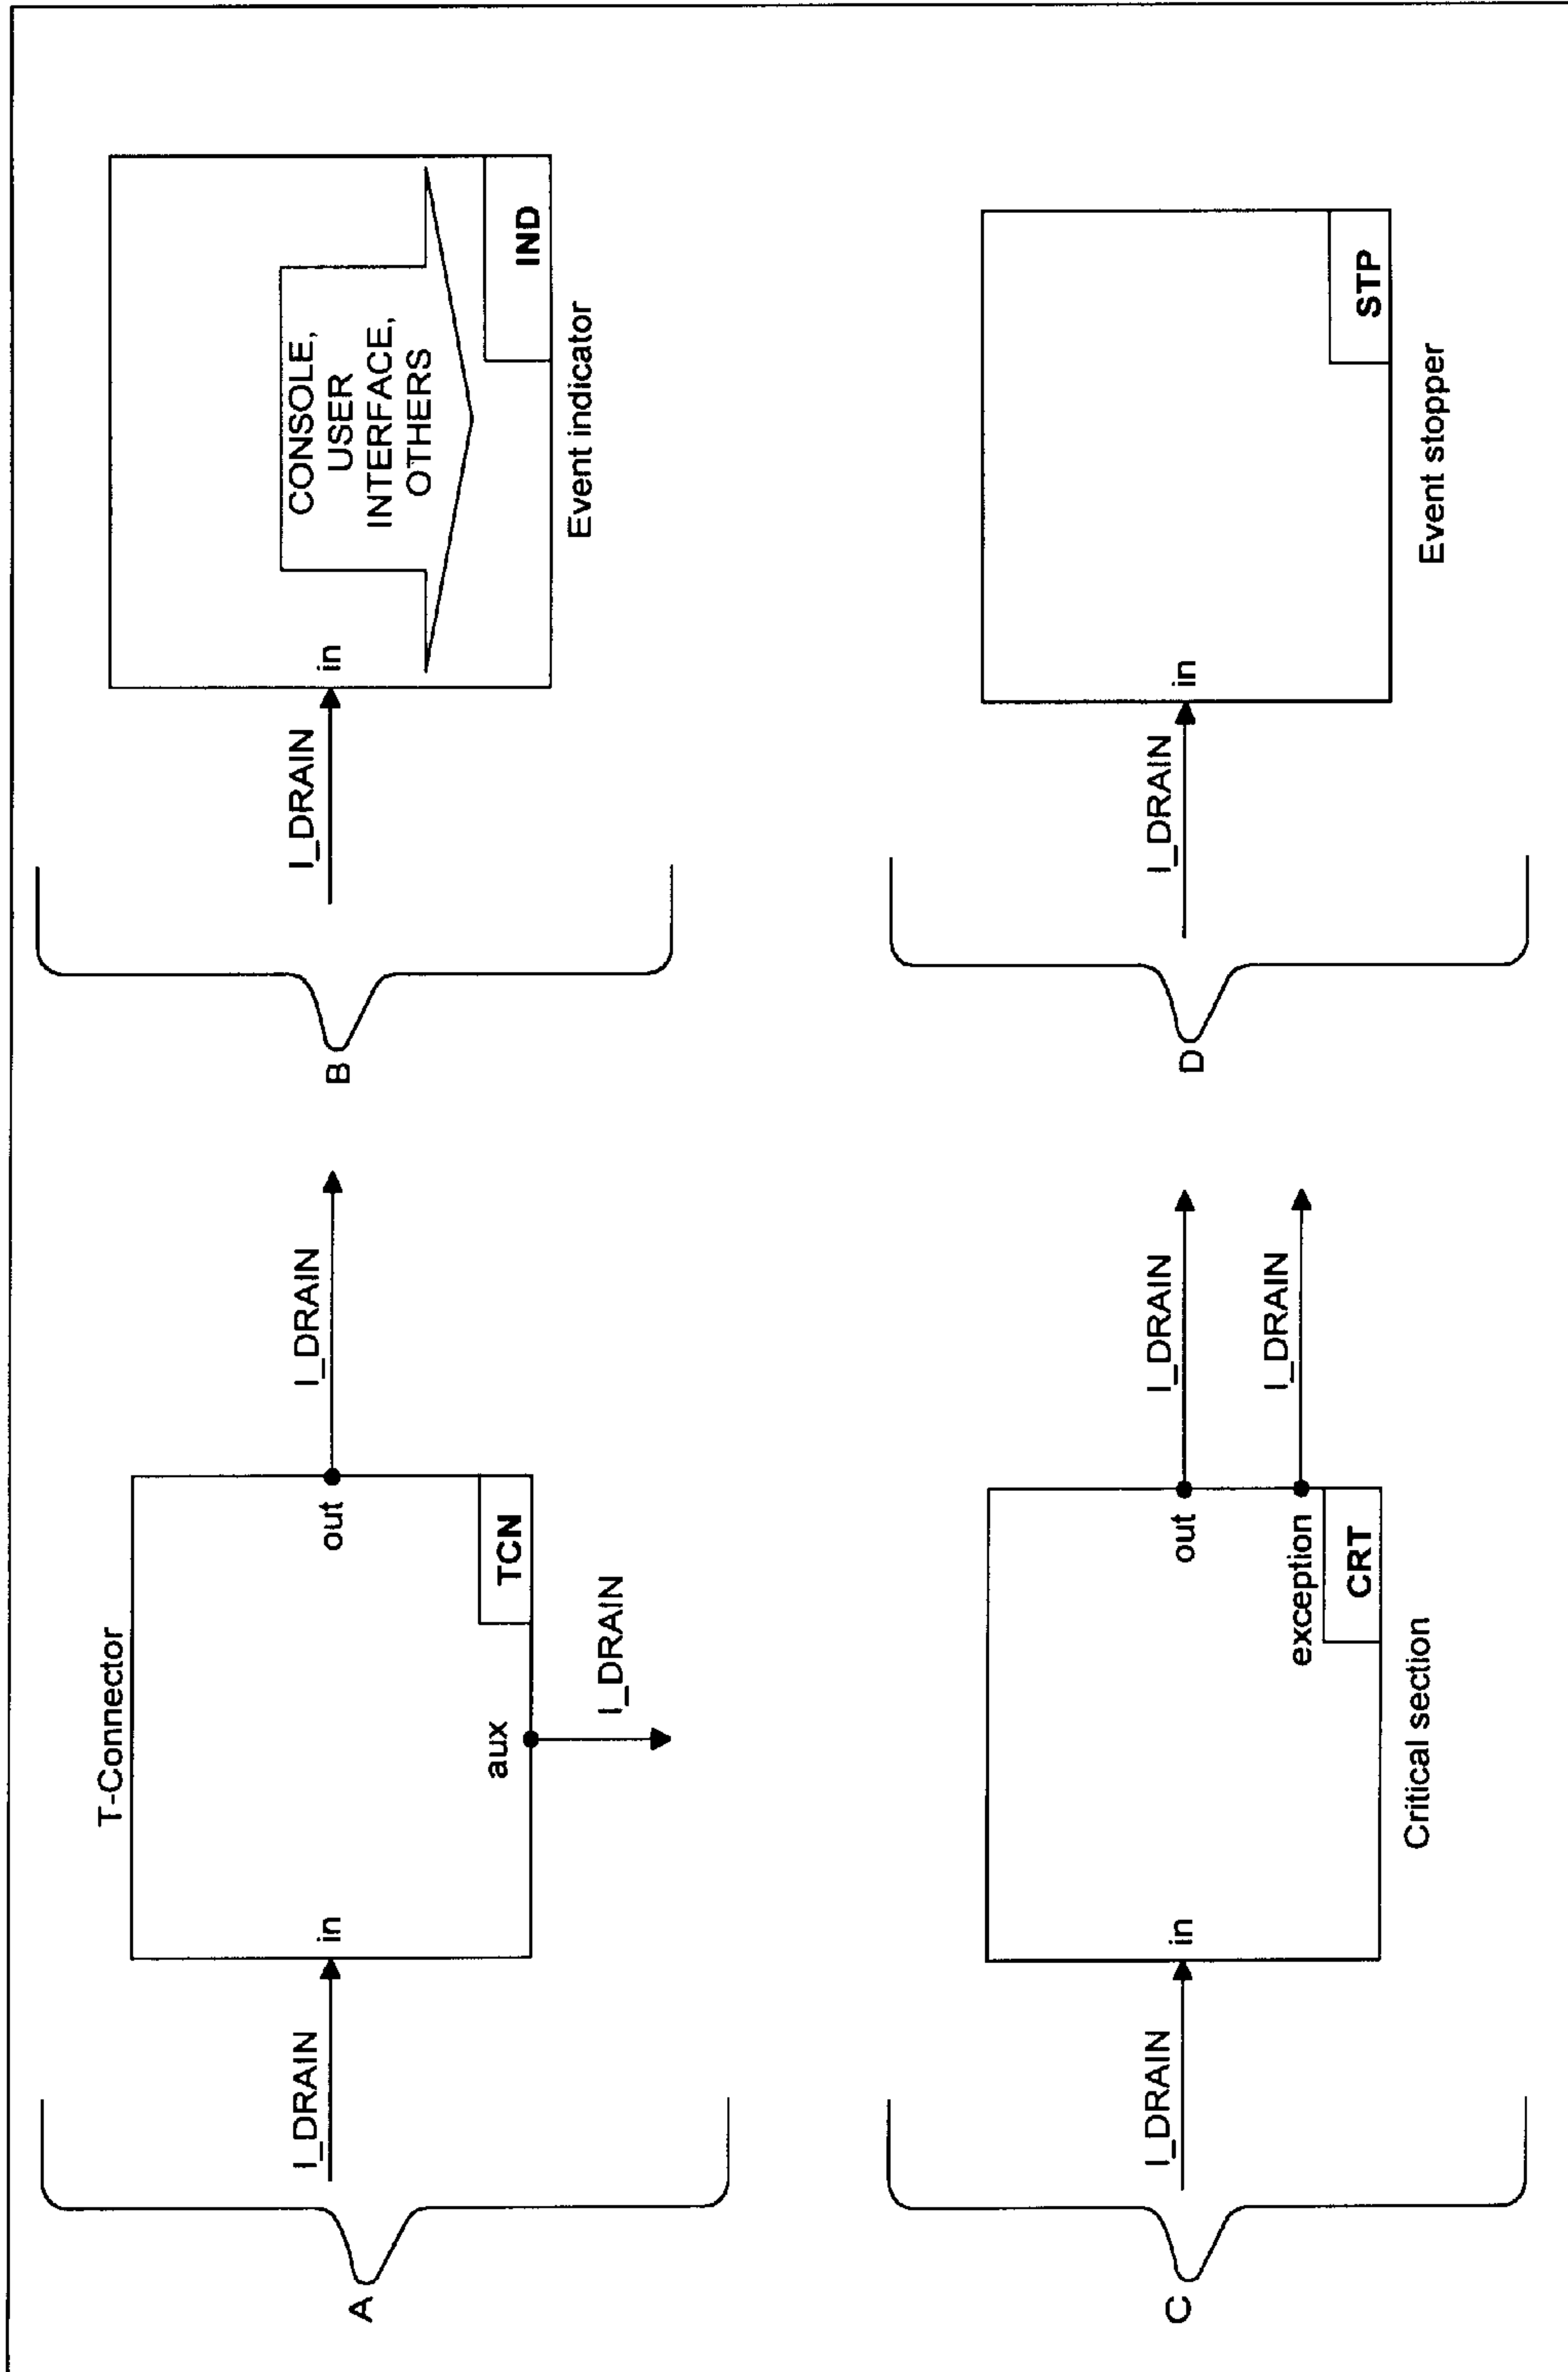 A
T-Connector
I_DRAIN
in
out
I_DRAIN
aux
I_DRAIN
TCN
B
I_DRAIN
in
CONSOLE,
USER
INTERFACE,
OTHERS
IND
Event indicator
C
I_DRAIN
in
out
I_DRAIN
exception
I_DRAIN
CRT
Critical section
D
I_DRAIN
in
STP
Event stopper